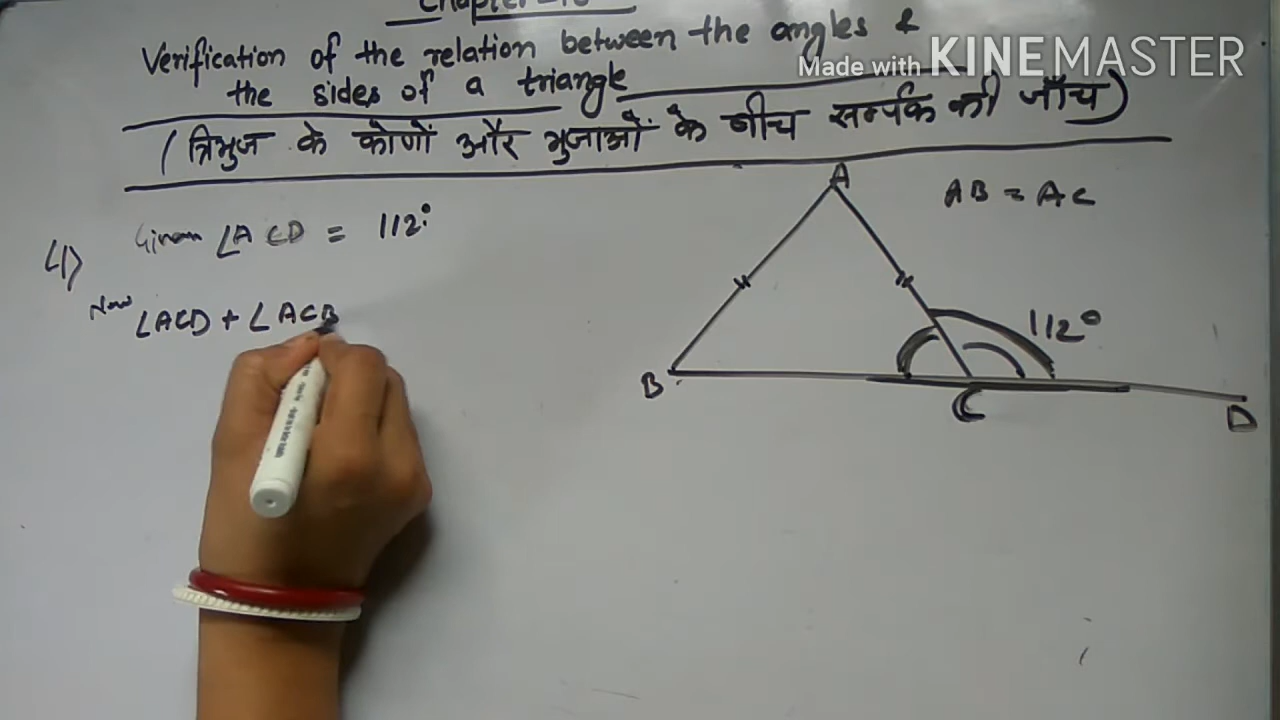 Verification of the relation between the angles &
the sides of a triangle
(त्रिभुज के कोणों और भुजाओं के बीच सम्पर्क की जाँच)
Made with KINEMASTER
(1) Given ∠ACD = 112°
Now ∠ACD + ∠ACB
AB = AC
A
112°
B
C
D